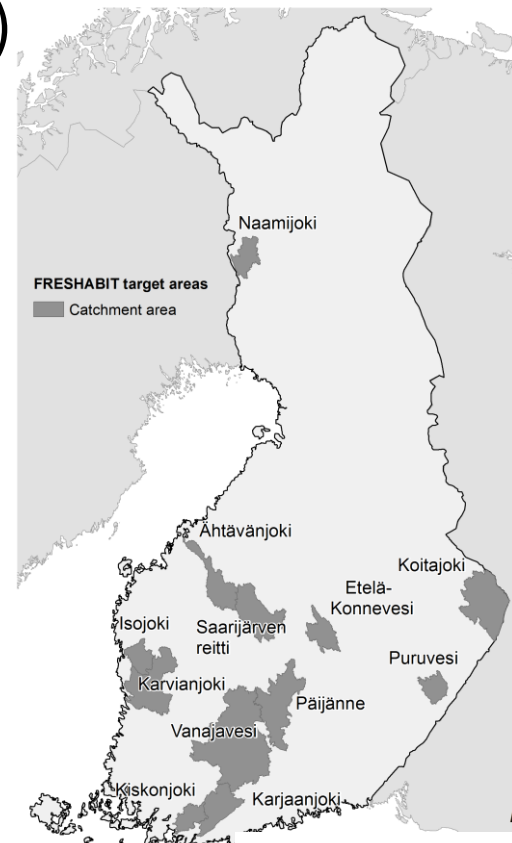 )
Naamijoki
FRESHABIT target areas
Catchment area
Ähtävänjoki
Koitajoki
Etelä-
Konnevesi
Isojoki
Saarijärven
reitti
Puruvesi
Karvianjoki
Päijänne
Vanajavesi
Kiskonjoki
Karjaanjoki